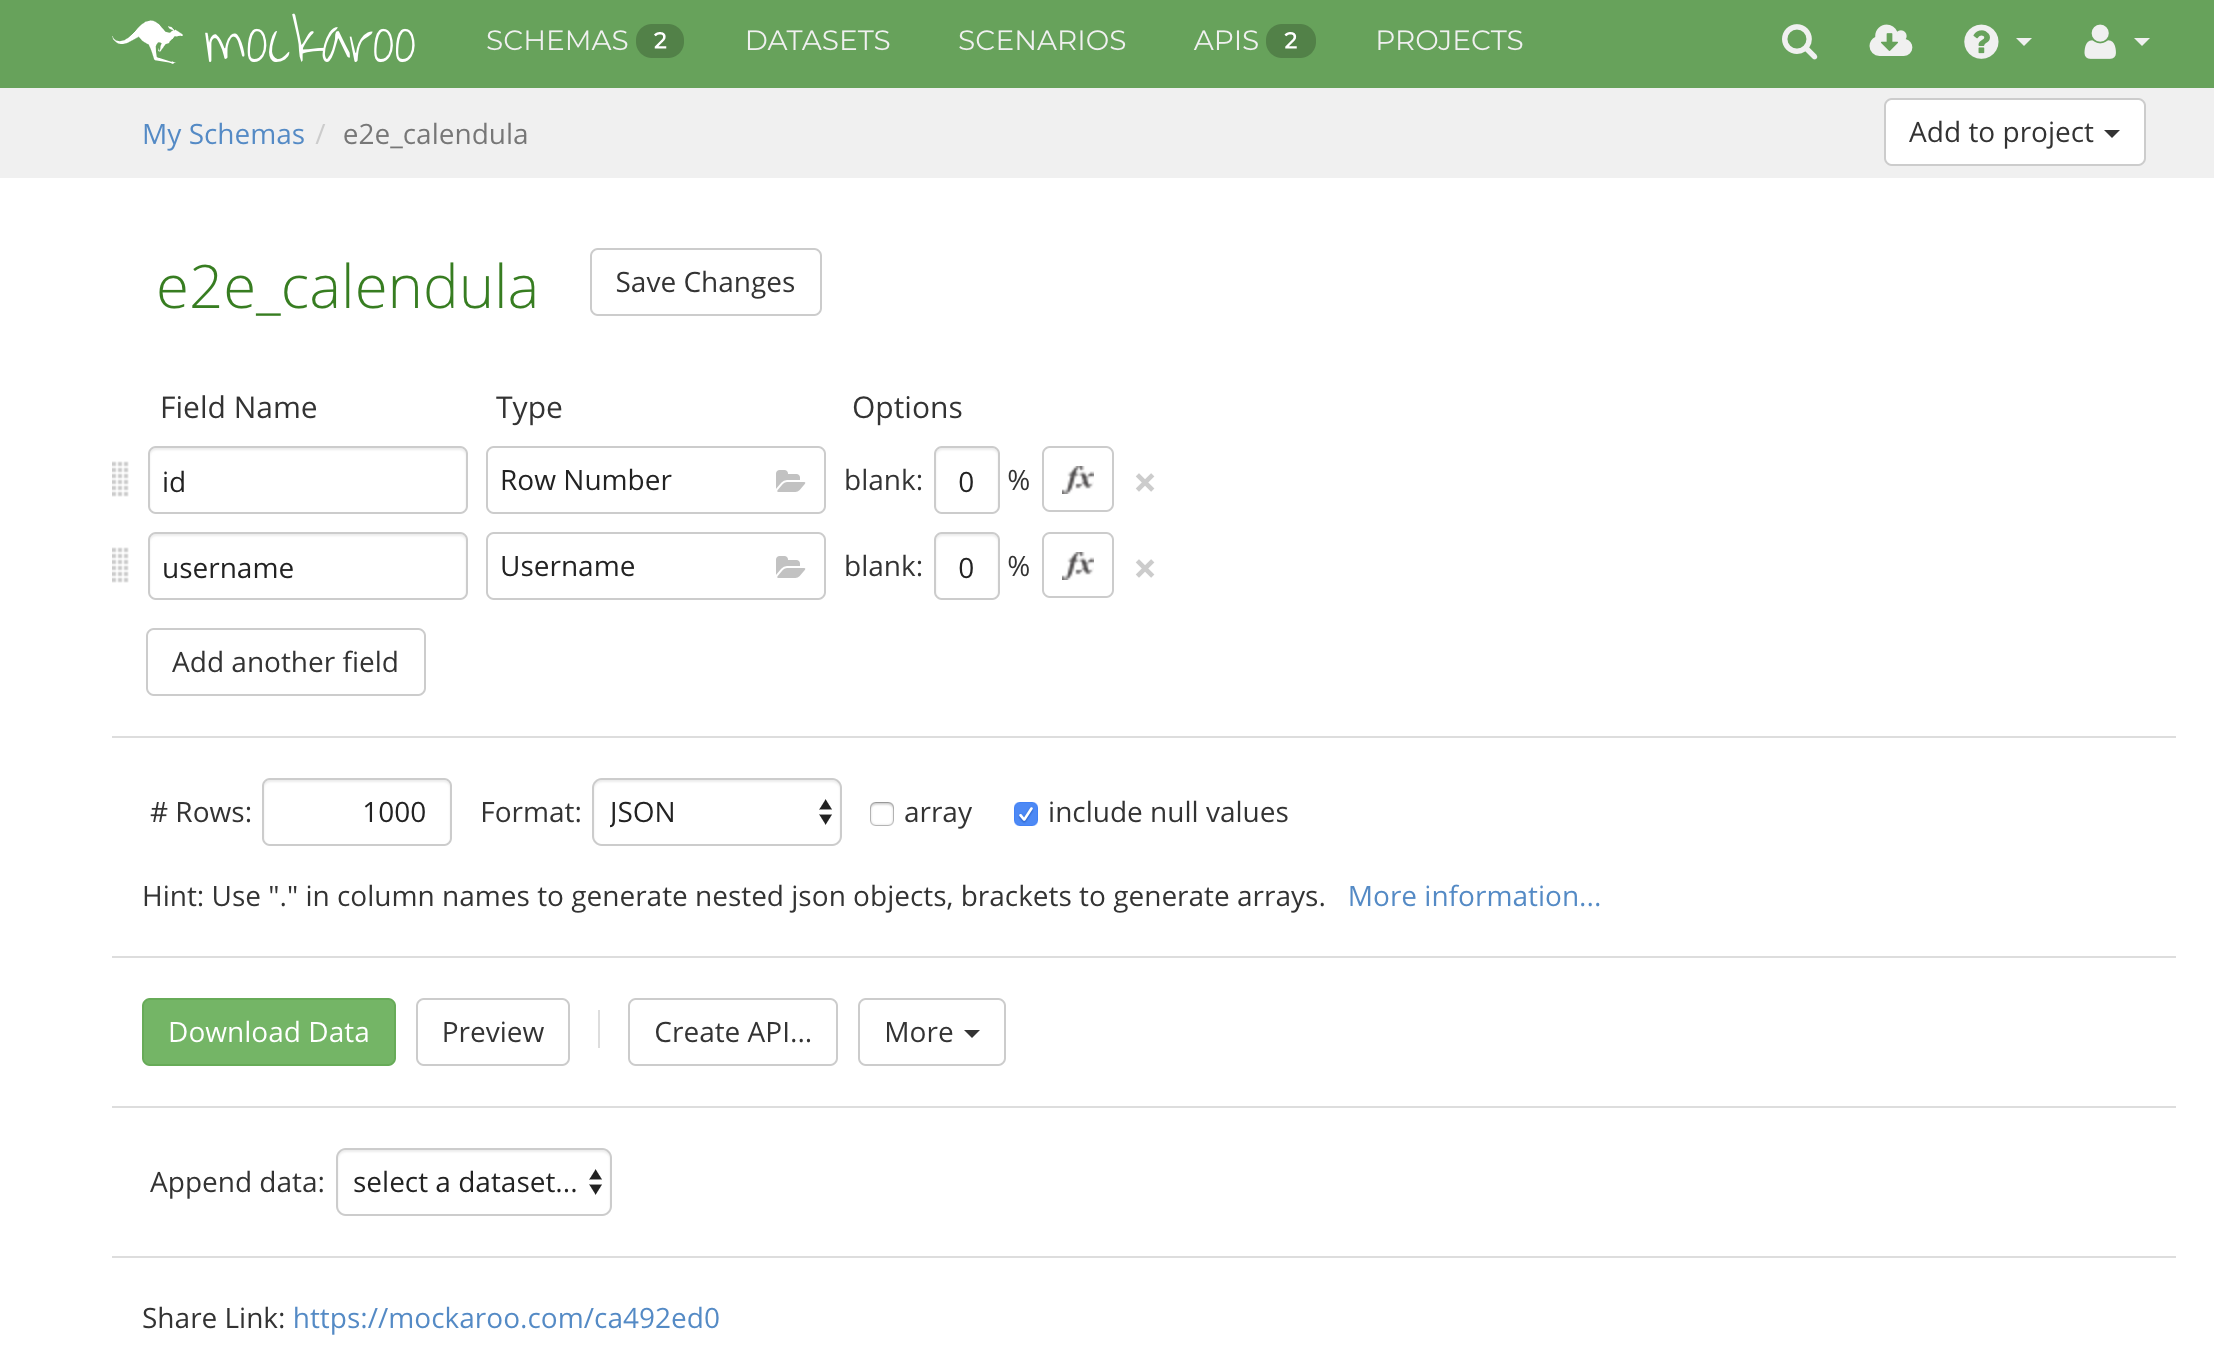 mockaroo SCHEMAS 2 DATASETS SCENARIOS APIS 2 PROJECTS ?
My Schemas / e2e_calendula Add to project
e2e_calendula Save Changes
Field Name Type Options
id Row Number blank: 0 % fx ×
username Username blank: 0 % fx ×
Add another field
# Rows: 1000 Format: JSON array include null values
Hint: Use "." in column names to generate nested json objects, brackets to generate arrays. More information...
Download Data Preview Create API... More
Append data: select a dataset...
Share Link: https://mockaroo.com/ca492ed0